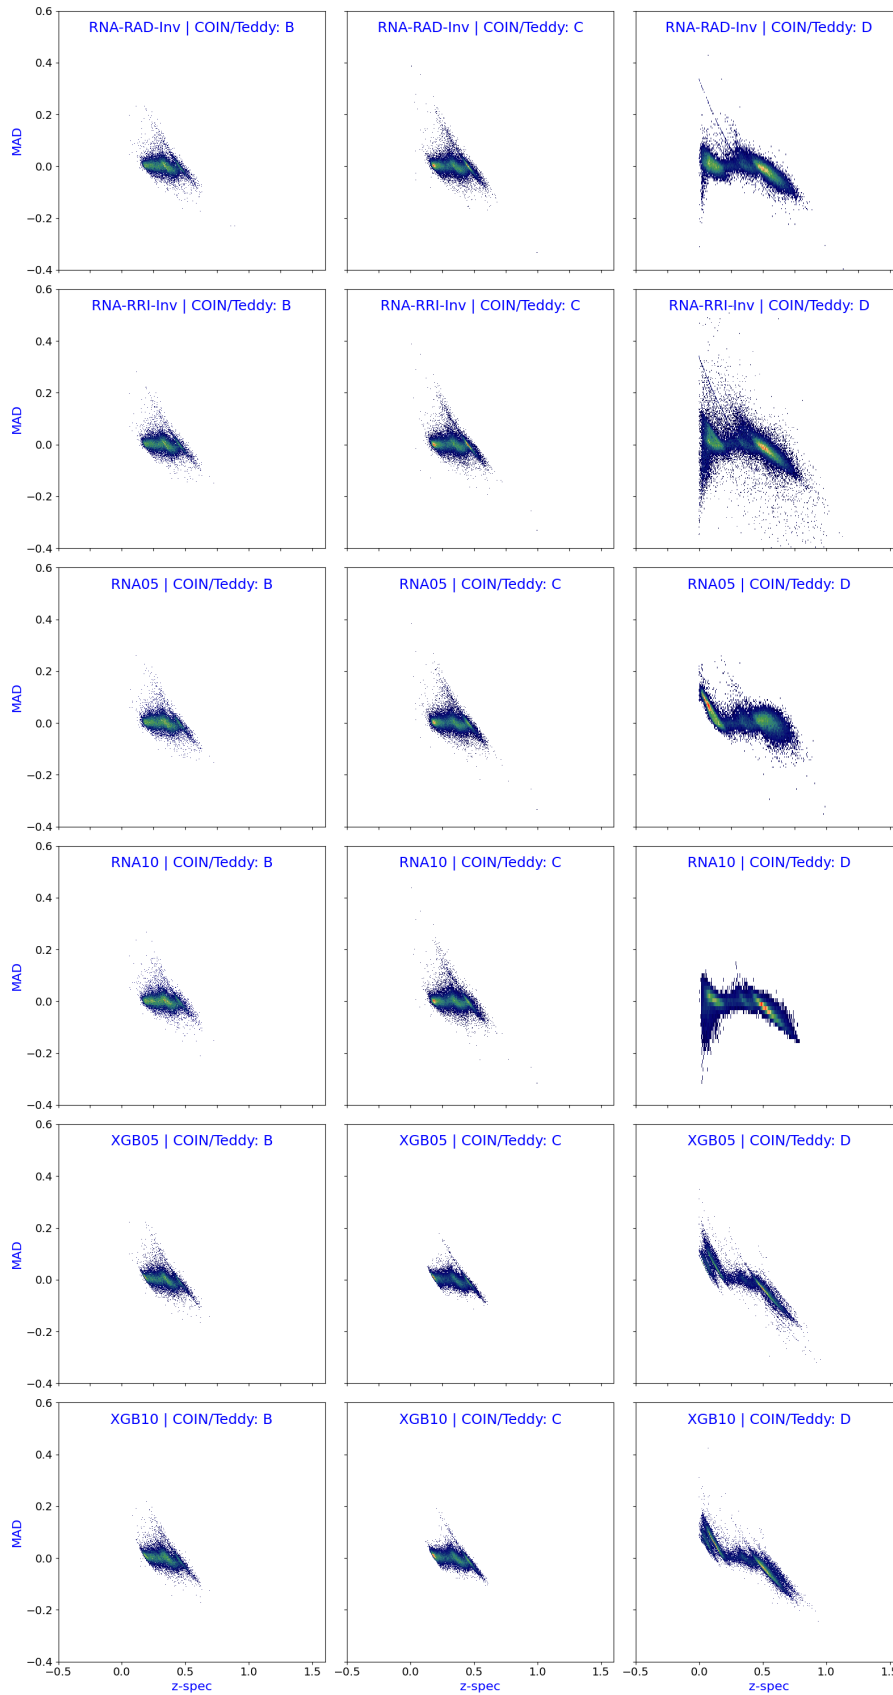 RNA-RAD-Inv | COIN/Teddy: B
RNA-RAD-Inv | COIN/Teddy: C
RNA-RAD-Inv | COIN/Teddy: D
MAD
0.6
0.4
0.2
0.0
−0.2
−0.4
RNA-RRI-Inv | COIN/Teddy: B
RNA-RRI-Inv | COIN/Teddy: C
RNA-RRI-Inv | COIN/Teddy: D
MAD
0.6
0.4
0.2
0.0
−0.2
−0.4
RNA05 | COIN/Teddy: B
RNA05 | COIN/Teddy: C
RNA05 | COIN/Teddy: D
MAD
0.6
0.4
0.2
0.0
−0.2
−0.4
RNA10 | COIN/Teddy: B
RNA10 | COIN/Teddy: C
RNA10 | COIN/Teddy: D
MAD
0.6
0.4
0.2
0.0
−0.2
−0.4
XGB05 | COIN/Teddy: B
XGB05 | COIN/Teddy: C
XGB05 | COIN/Teddy: D
MAD
0.6
0.4
0.2
0.0
−0.2
−0.4
XGB10 | COIN/Teddy: B
XGB10 | COIN/Teddy: C
XGB10 | COIN/Teddy: D
MAD
0.6
0.4
0.2
0.0
−0.2
−0.4
−0.5 0.0 0.5 1.0 1.5
−0.5 0.0 0.5 1.0 1.5
−0.5 0.0 0.5 1.0 1.5
z-spec
z-spec
z-spec